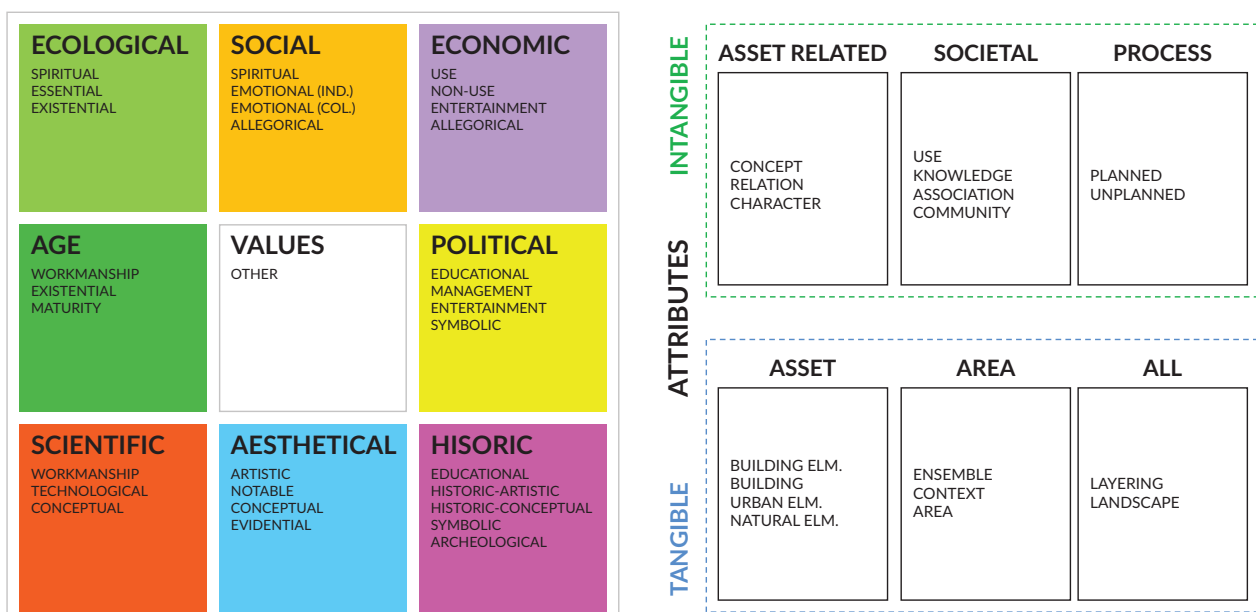 ECOLOGICAL
SPIRITUAL
ESSENTIAL
EXISTENTIAL
SOCIAL
SPIRITUAL
EMOTIONAL (IND.)
EMOTIONAL (COL.)
ALLEGORICAL
ECONOMIC
USE
NON-USE
ENTERTAINMENT
ALLEGORICAL
AGE
WORKMANSHIP
EXISTENTIAL
MATURITY
VALUES
OTHER
POLITICAL
EDUCATIONAL
MANAGEMENT
ENTERTAINMENT
SYMBOLIC
SCIENTIFIC
WORKMANSHIP
TECHNOLOGICAL
CONCEPTUAL
AESTHETICAL
ARTISTIC
NOTABLE
CONCEPTUAL
EVIDENTIAL
HISORIC
EDUCATIONAL
HISTORIC-ARTISTIC
HISTORIC-CONCEPTUAL
SYMBOLIC
ARCHEOLOGICAL
ATTRIBUTES
INTANGIBLE
ASSET RELATED
CONCEPT
RELATION
CHARACTER
SOCIETAL
USE
KNOWLEDGE
ASSOCIATION
COMMUNITY
PROCESS
PLANNED
UNPLANNED
TANGIBLE
ASSET
BUILDING ELM.
BUILDING
URBAN ELM.
NATURAL ELM.
AREA
ENSEMBLE
CONTEXT
AREA
ALL
LAYERING
LANDSCAPE